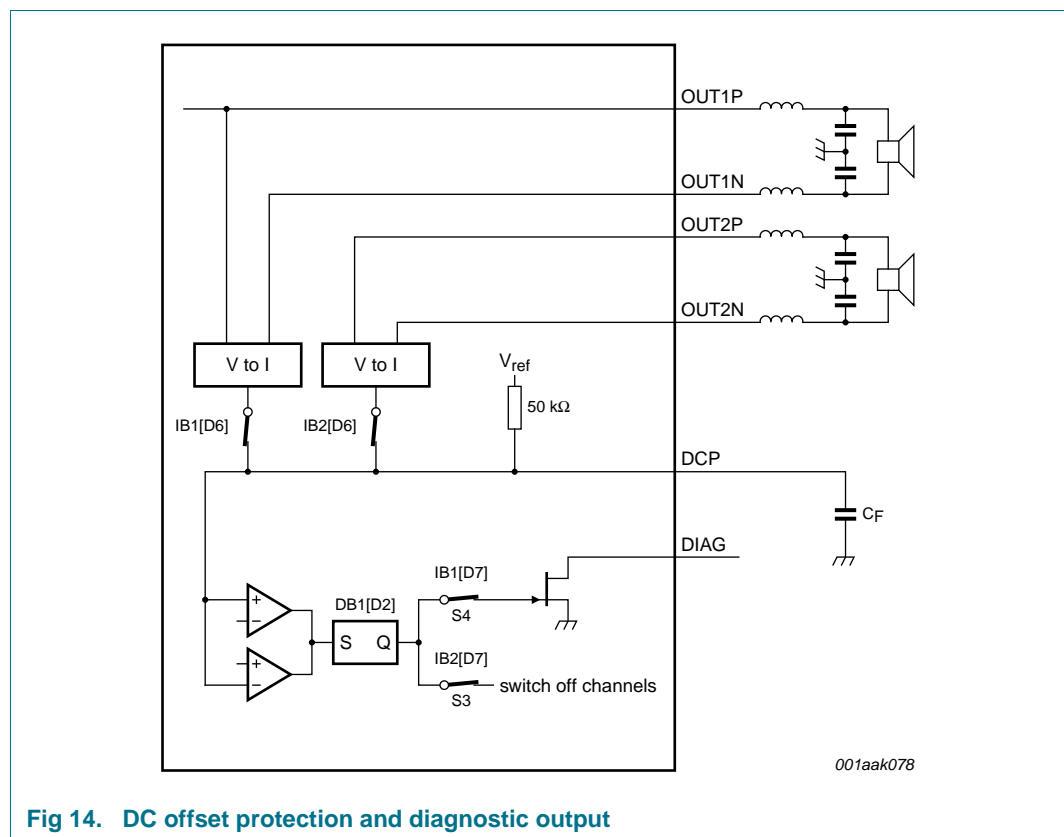 OUT1P
OUT1N
OUT2P
OUT2N
V to I
V to I
Vref
50 kΩ
IB1[D6]
IB2[D6]
DCP
CF
DIAG
IB1[D7]
DB1[D2]
+
−
S4
S Q
IB2[D7]
+
−
switch off channels
S3
001aak078
Fig 14. DC offset protection and diagnostic output